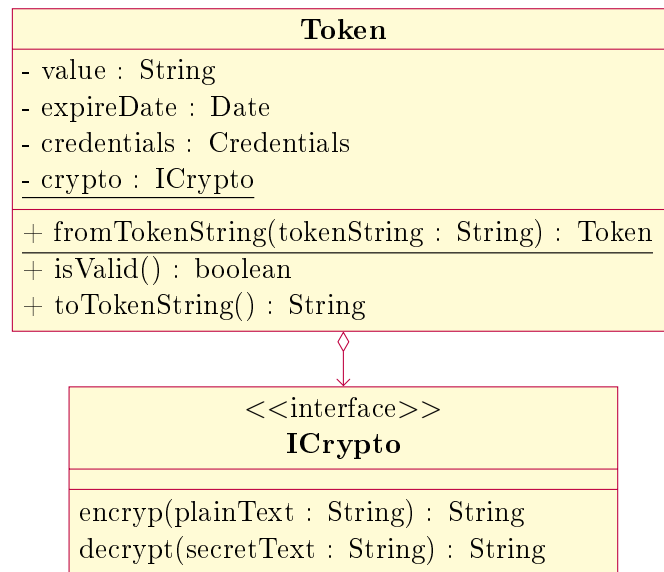 Token
- value : String
- expireDate : Date
- credentials : Credentials
- crypto : ICrypto
+ fromTokenString(tokenString : String) : Token
+ isValid() : boolean
+ toTokenString() : String
<<interface>>
ICrypto
encryp(plainText : String) : String
decrypt(secretText : String) : String